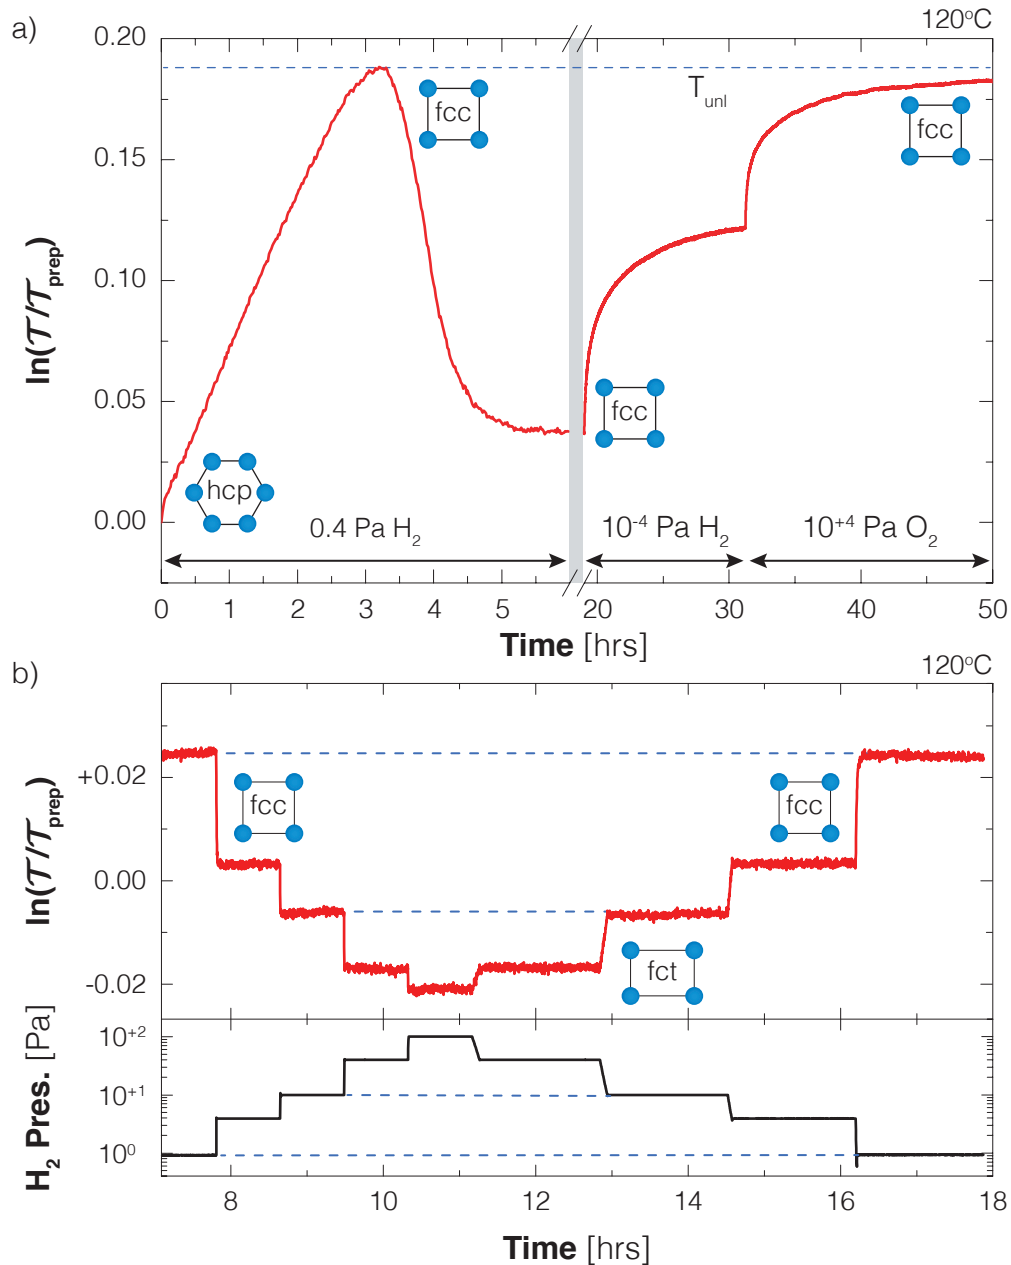 a)
120°C
0.20
0.15
0.10
0.05
0.00
ln(T/T_prep)
fcc
T_unl
fcc
fcc
hcp
0.4 Pa H₂
10⁻⁴ Pa H₂
10⁺⁴ Pa O₂
0 1 2 3 4 5 20 30 40 50
Time [hrs]
b)
120°C
+0.02
0.00
-0.02
ln(T/T_prep)
fcc
fcc
fct
10⁺²
10⁺¹
10⁰
H₂ Pres. [Pa]
8 10 12 14 16 18
Time [hrs]